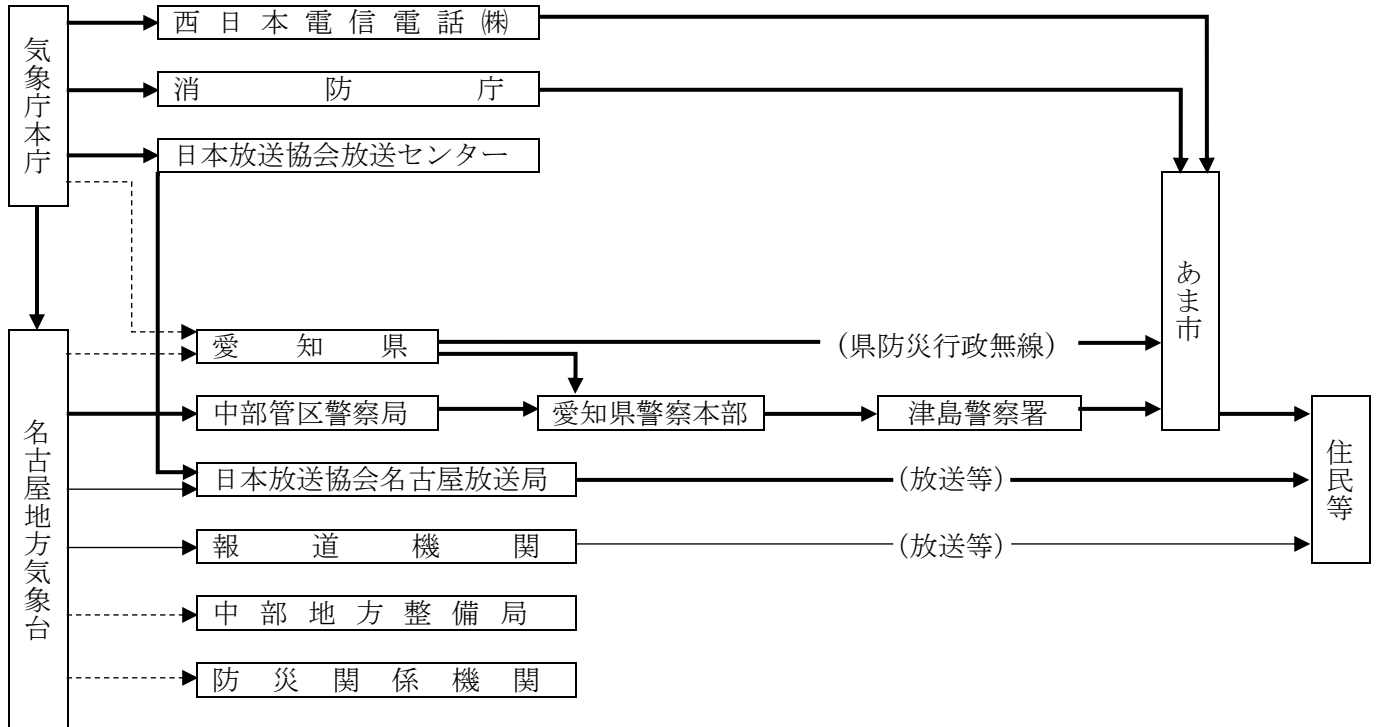 気象庁本庁
西日本電信電話㈱
消防庁
日本放送協会放送センター
あま市
愛知県
(県防災行政無線)
名古屋地方気象台
中部管区警察局
愛知県警察本部
津島警察署
住民等
日本放送協会名古屋放送局
(放送等)
報道機関
(放送等)
中部地方整備局
防災関係機関